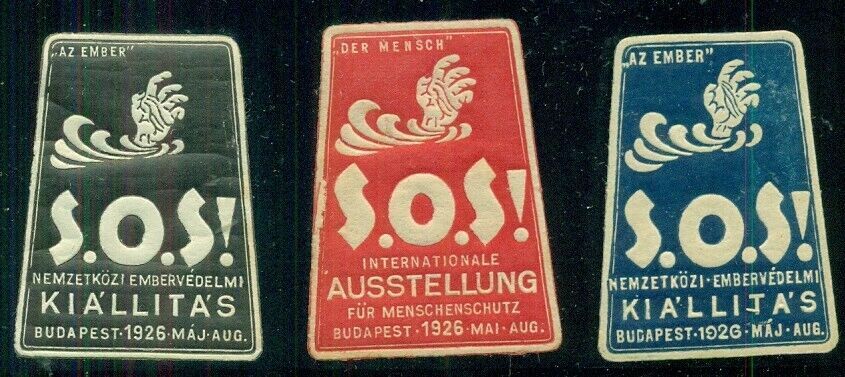 „AZ EMBER"
S.O.S!
NEMZETKÖZI EMBERVÉDELMI
KIÁLLITÁS
BUDAPEST·1926·MÁJ·AUG.
„DER MENSCH"
S.O.S!
INTERNATIONALE
AUSSTELLUNG
FÜR MENSCHENSCHUTZ
BUDAPEST·1926·MAI·AUG.
„AZ EMBER"
S.O.S!
NEMZETKÖZI·EMBERVÉDELMI
KIÁLLITÁS
BUDAPEST·1926·MÁJ·AUG.